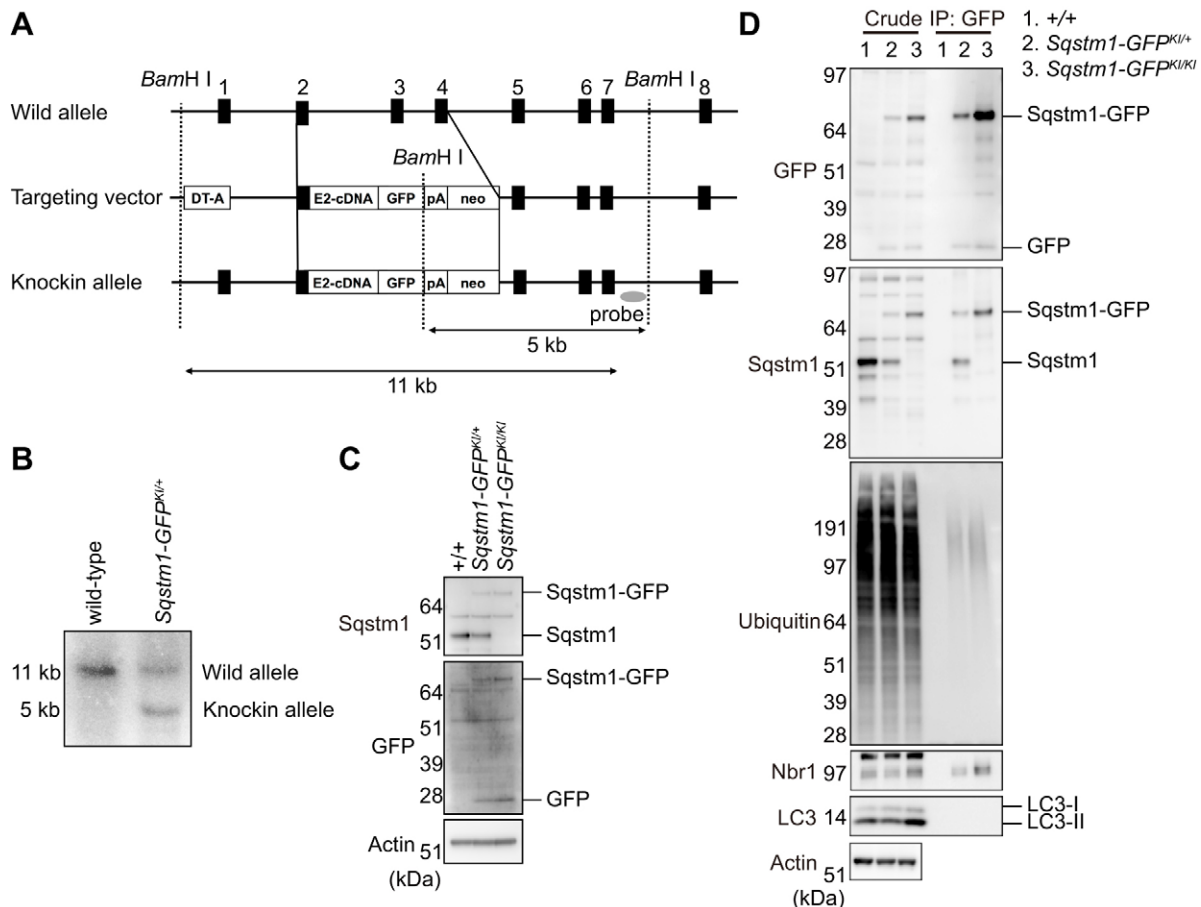 A
BamH I 1 2 3 4 5 6 7 BamH I 8
Wild allele
BamH I
Targeting vector DT-A E2-cDNA GFP pA neo
Knockin allele E2-cDNA GFP pA neo
probe
5 kb
11 kb
B
wild-type
Sqstm1-GFPKI/+
11 kb Wild allele
5 kb Knockin allele
C
+/+
Sqstm1-GFPKI/+
Sqstm1-GFPKI/KI
Sqstm1
64
51
Sqstm1-GFP
Sqstm1
GFP
64
51
39
28
Sqstm1-GFP
GFP
Actin 51
(kDa)
D
Crude IP: GFP
1 2 3 1 2 3
1. +/+
2. Sqstm1-GFPKI/+
3. Sqstm1-GFPKI/KI
GFP
97
64
51
39
28
Sqstm1-GFP
GFP
Sqstm1
97
64
51
39
28
Sqstm1-GFP
Sqstm1
Ubiquitin
191
97
64
51
39
28
Nbr1 97
LC3 14
LC3-I
LC3-II
Actin 51
(kDa)